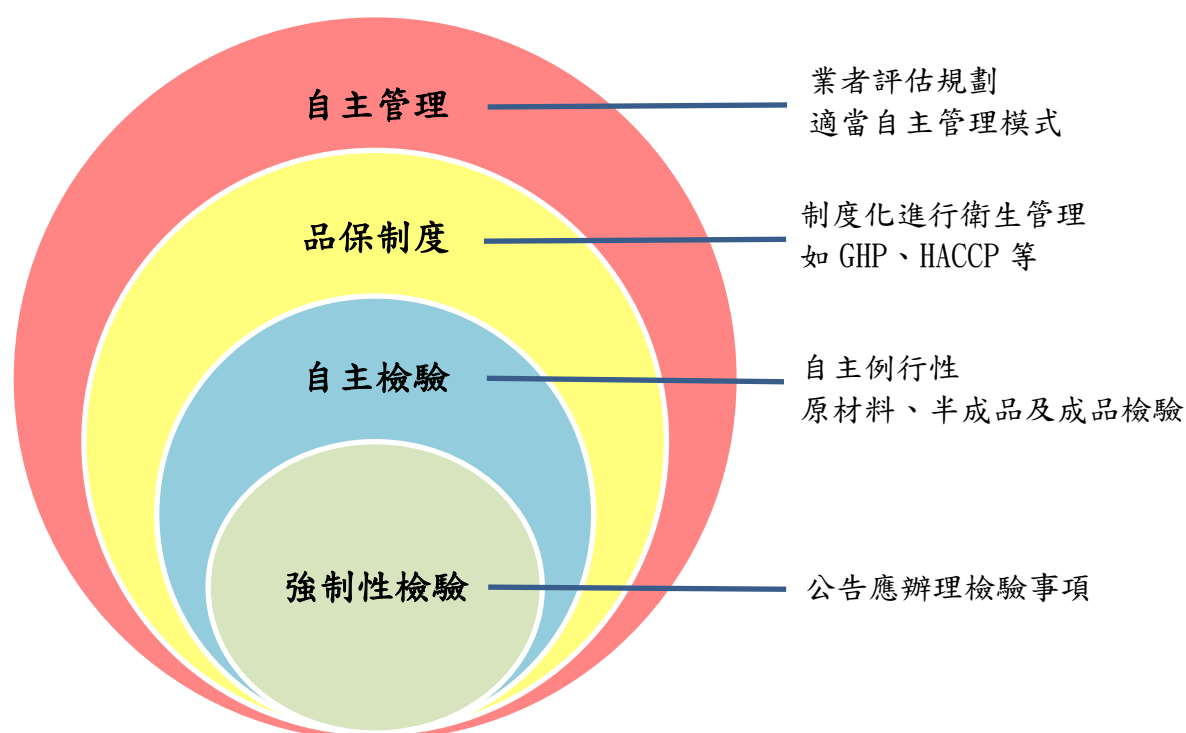 自主管理
業者評估規劃
適當自主管理模式
品保制度
制度化進行衛生管理
如 GHP、HACCP 等
自主檢驗
自主例行性
原材料、半成品及成品檢驗
強制性檢驗
公告應辦理檢驗事項